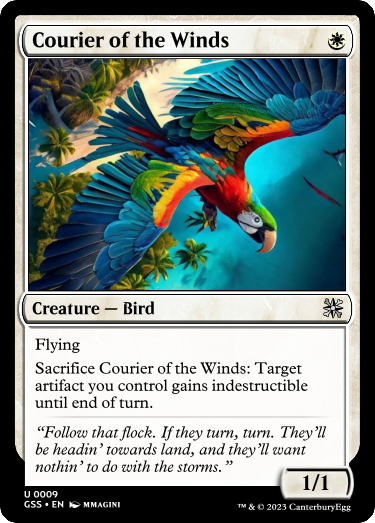 Courier of the Winds
Creature — Bird
Flying
Sacrifice Courier of the Winds: Target
artifact you control gains indestructible
until end of turn.
“Follow that flock. If they turn, turn. They’ll
be headin’ towards land, and they’ll want
nothin’ to do with the storms.”
1/1
U 0009
GSS • EN MMAGINI
™ & © 2023 CanterburyEgg